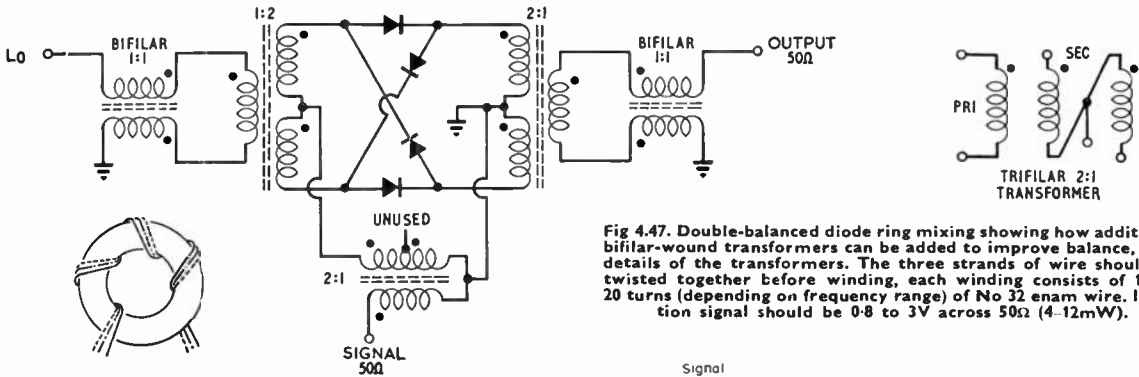 1:2
2:1
Lo
BIFILAR
1:1
BIFILAR
1:1
OUTPUT
50Ω
SEC
PRI
TRIFILAR 2:1
TRANSFORMER
UNUSED
2:1
SIGNAL
50Ω
Fig 4.47. Double-balanced diode ring mixing showing how addit
bifilar-wound transformers can be added to improve balance,
details of the transformers. The three strands of wire shoul
twisted together before winding, each winding consists of 1
20 turns (depending on frequency range) of No 32 enam wire. I
tion signal should be 0·8 to 3V across 50Ω (4-12mW).
Signal